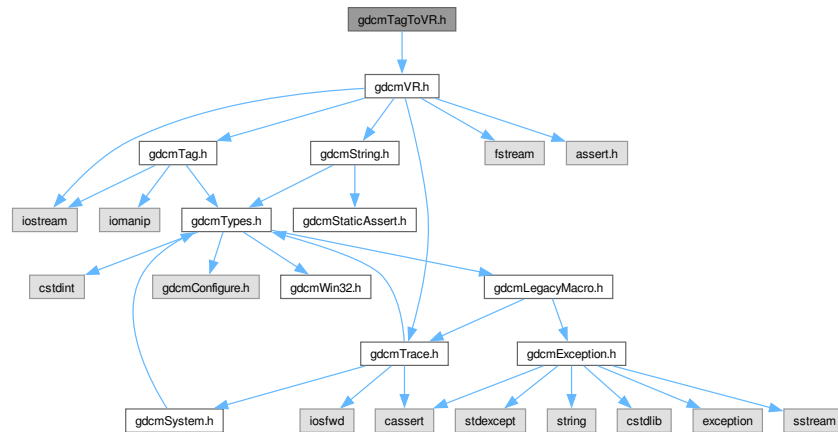 gdcmTagToVR.h
gdcmVR.h
gdcmTag.h
gdcmString.h
fstream
assert.h
iostream
iomanip
gdcmTypes.h
gdcmStaticAssert.h
cstdint
gdcmConfigure.h
gdcmWin32.h
gdcmLegacyMacro.h
gdcmTrace.h
gdcmException.h
gdcmSystem.h
iosfwd
cassert
stdexcept
string
cstdlib
exception
sstream